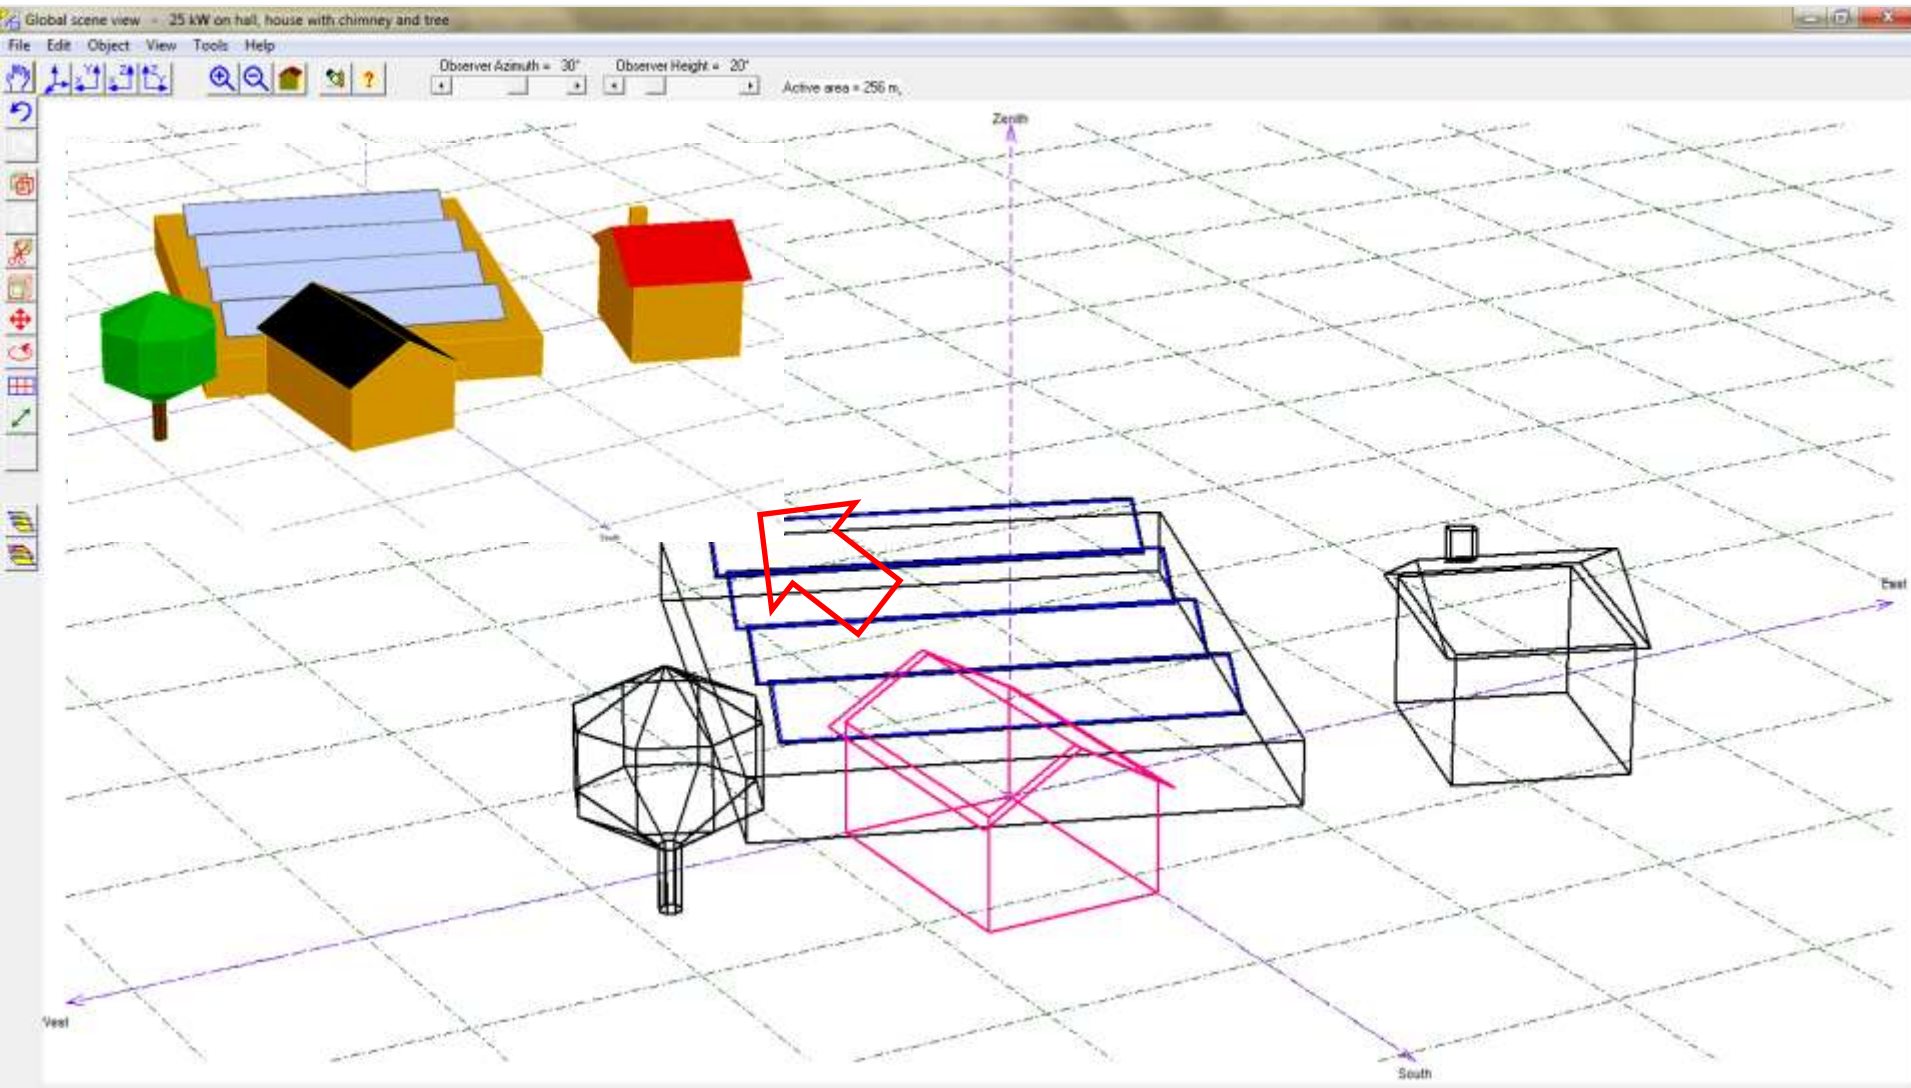 Global scene view - 25 kW on hall, house with chimney and tree
File Edit Object View Tools Help
Observer Azimuth = 30° Observer Height = 20°
Active area = 256 m,
Zenith
East
Vest
South